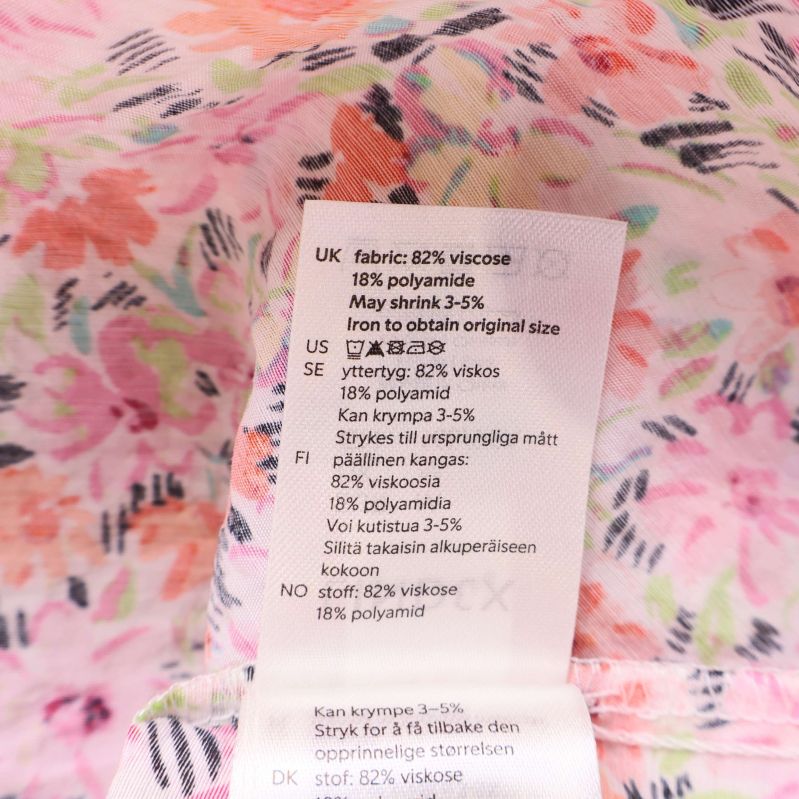 UK fabric: 82% viscose
18% polyamide
May shrink 3-5%
Iron to obtain original size
US
SE yttertyg: 82% viskos
18% polyamid
Kan krympa 3-5%
Strykes till ursprungliga mått
FI päällinen kangas:
82% viskoosia
18% polyamidia
Voi kutistua 3-5%
Silitä takaisin alkuperäiseen
kokoon
NO stoff: 82% viskose
18% polyamid
Kan krympe 3–5%
Stryk for å få tilbake den
opprinnelige størrelsen
DK stof: 82% viskose
18% polyamid